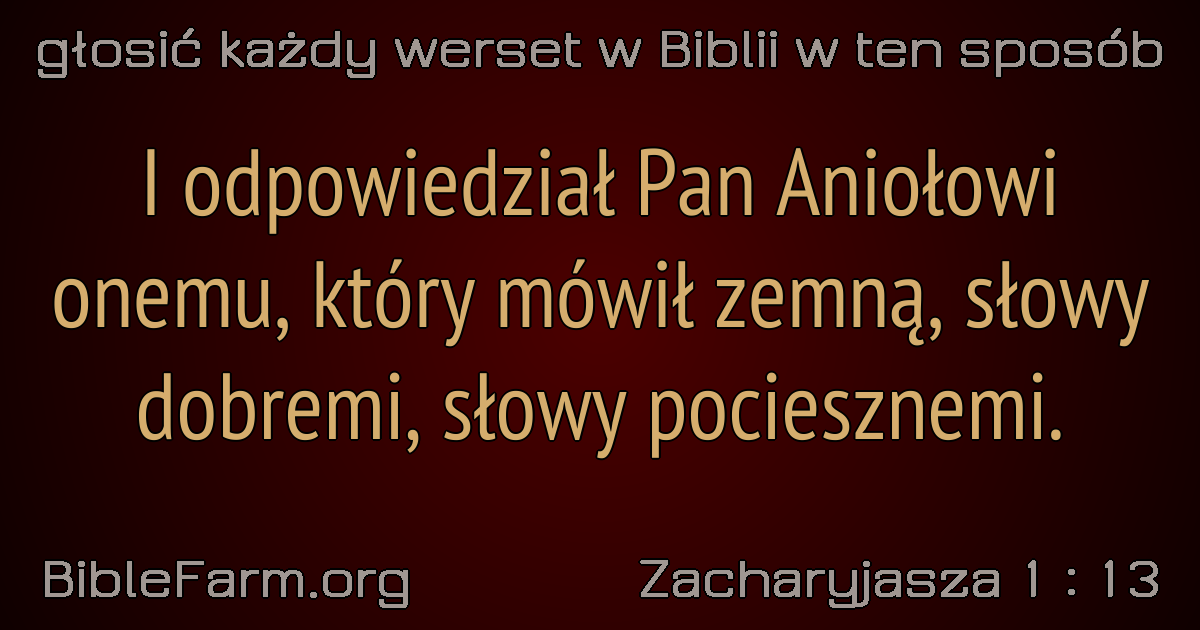 głosić każdy werset w Biblii w ten sposób
I odpowiedział Pan Aniołowi
onemu, który mówił zemną, słowy
dobremi, słowy pociesznemi.
BibleFarm.org
Zacharyjasza 1 : 13